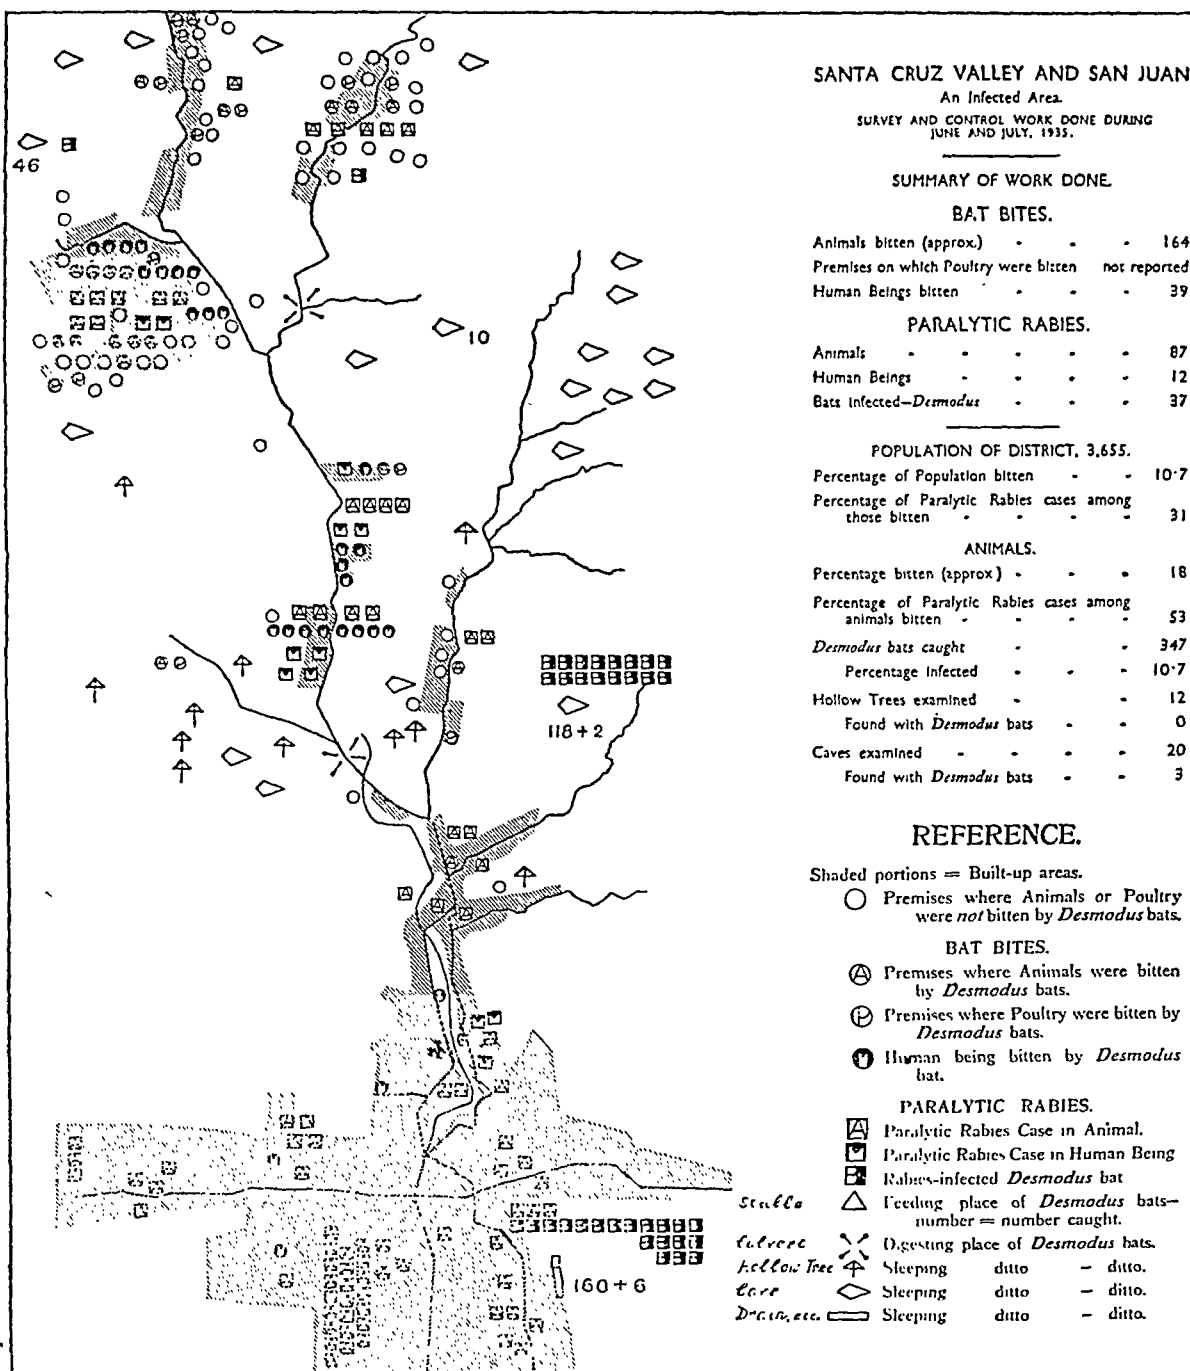 SANTA CRUZ VALLEY AND SAN JUAN
An Infected Area.
SURVEY AND CONTROL WORK DONE DURING
JUNE AND JULY, 1935.
SUMMARY OF WORK DONE.
BAT BITES.
Animals bitten (approx.) - - - 164
Premises on which Poultry were bitten not reported
Human Beings bitten - - - 39
PARALYTIC RABIES.
Animals - - - - - - 87
Human Beings - - - - 12
Bats Infected—Desmodus - - - 37
POPULATION OF DISTRICT, 3,655.
Percentage of Population bitten - - 10·7
Percentage of Paralytic Rabies cases among
those bitten - - - - 31
ANIMALS.
Percentage bitten (approx) - - - 18
Percentage of Paralytic Rabies cases among
animals bitten - - - - 53
Desmodus bats caught - - 347
Percentage Infected - - - 10·7
Hollow Trees examined - - 12
Found with Desmodus bats - - 0
Caves examined - - - - 20
Found with Desmodus bats - - 3
REFERENCE.
Shaded portions = Built-up areas.
Premises where Animals or Poultry
were not bitten by Desmodus bats.
BAT BITES.
A Premises where Animals were bitten
by Desmodus bats.
P Premises where Poultry were bitten by
Desmodus bats.
Human being bitten by Desmodus
bat.
PARALYTIC RABIES.
A Paralytic Rabies Case in Animal.
Paralytic Rabies Case in Human Being
Rabies-infected Desmodus bat
Stable Feeding place of Desmodus bats—
number = number caught.
Culvert Digesting place of Desmodus bats.
Hollow Tree Sleeping ditto — ditto.
Cave Sleeping ditto — ditto.
Drain, etc. Sleeping ditto — ditto.
46
10
118+2
160+6